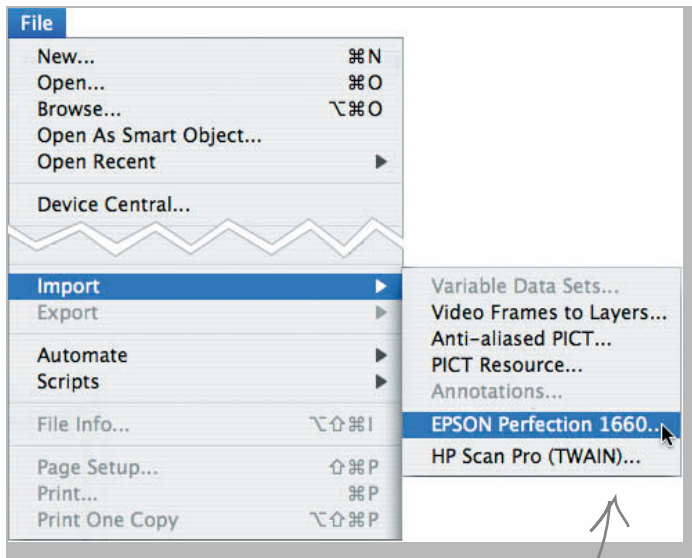 File
New... ⌘N
Open... ⌘O
Browse... ⌥⌘O
Open As Smart Object...
Open Recent ▶
Device Central...
Import ▶
Export ▶
Automate ▶
Scripts ▶
File Info... ⌥⇧⌘I
Page Setup... ⇧⌘P
Print... ⌘P
Print One Copy ⌥⇧⌘P
Variable Data Sets...
Video Frames to Layers...
Anti-aliased PICT...
PICT Resource...
Annotations...
EPSON Perfection 1660...
HP Scan Pro (TWAIN)...